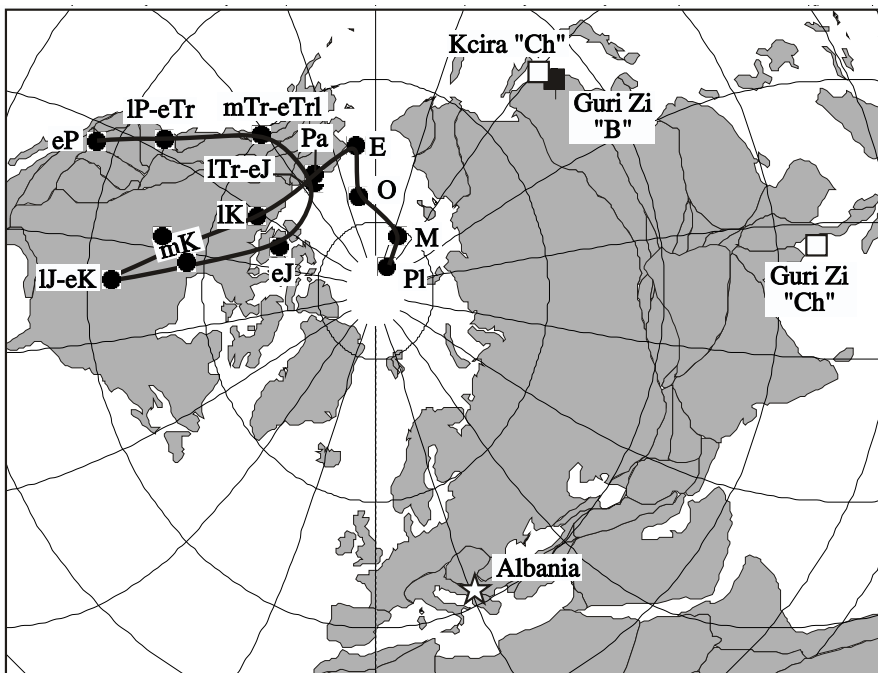 Kcira "Ch"
Guri Zi
"B"
lP-eTr
mTr-eTrl
eP
Pa
E
lTr-eJ
O
lK
M
mK
lJ-eK
eJ
Pl
Guri Zi
"Ch"
Albania